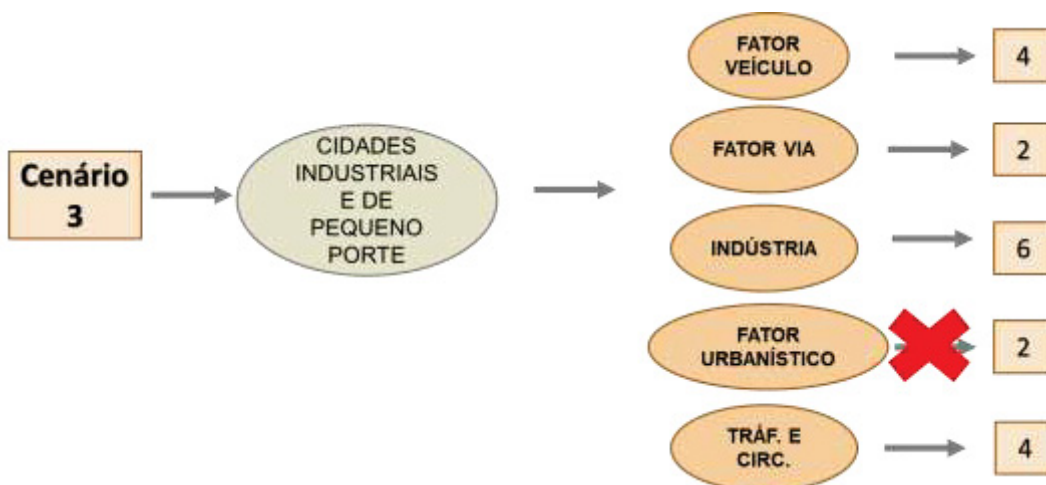 Cenário
3
CIDADES
INDUSTRIAIS
E DE
PEQUENO
PORTE
FATOR
VEÍCULO
4
FATOR VIA
2
INDÚSTRIA
6
FATOR
URBANÍSTICO
2
TRÁF. E
CIRC.
4